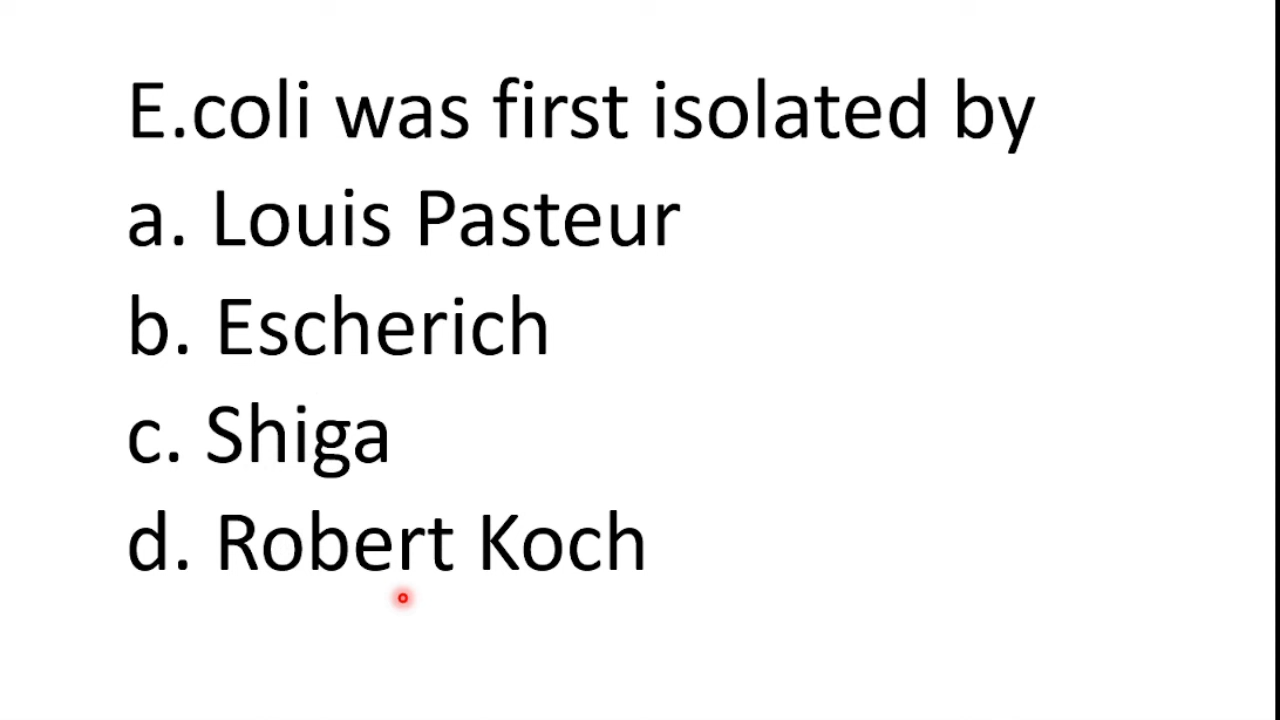 E.coli was first isolated by
a. Louis Pasteur
b. Escherich
c. Shiga
d. Robert Koch